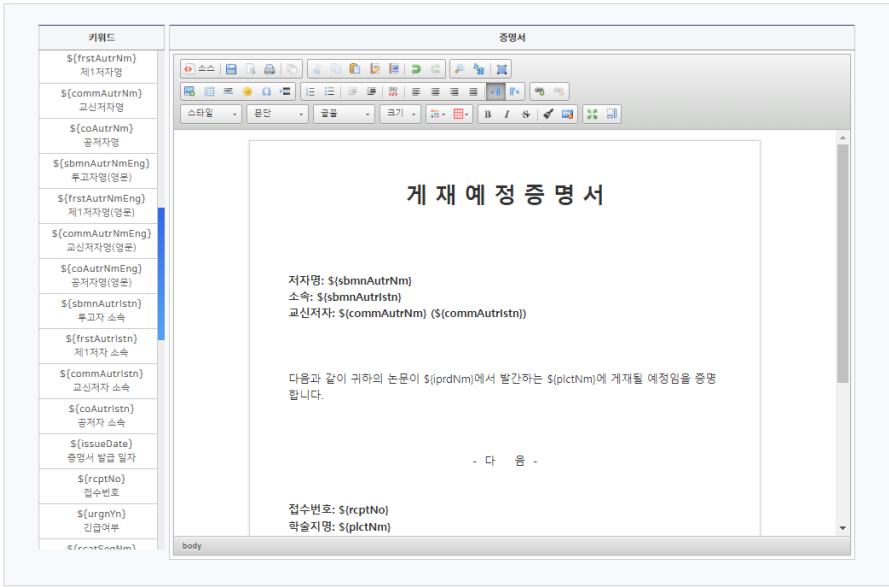 키워드
${frstAutrNm}
제1저자명
${commAutrNm}
교신저자명
${coAutrNm}
공저자명
${sbmnAutrNmEng}
투고자명(영문)
${frstAutrNmEng}
제1저자명(영문)
${commAutrNmEng}
교신저자명(영문)
${coAutrNmEng}
공저자명(영문)
${sbmnAutrIstn}
투고자 소속
${frstAutrIstn}
제1저자 소속
${commAutrIstn}
교신저자 소속
${coAutrIstn}
공저자 소속
${issueDate}
증명서 발급 일자
${rcptNo}
접수번호
${urgnYn}
긴급여부
증명서
소스
스타일 문단 글꼴 크기 B I S
게 재 예 정 증 명 서
저자명: ${sbmnAutrNm}
소속: ${sbmnAutrIstn}
교신저자: ${commAutrNm} (${commAutrIstn})
다음과 같이 귀하의 논문이 ${iprdNm}에서 발간하는 ${plctNm}에 게재될 예정임을 증명
합니다.
- 다 음 -
접수번호: ${rcptNo}
학술지명: ${plctNm}
body